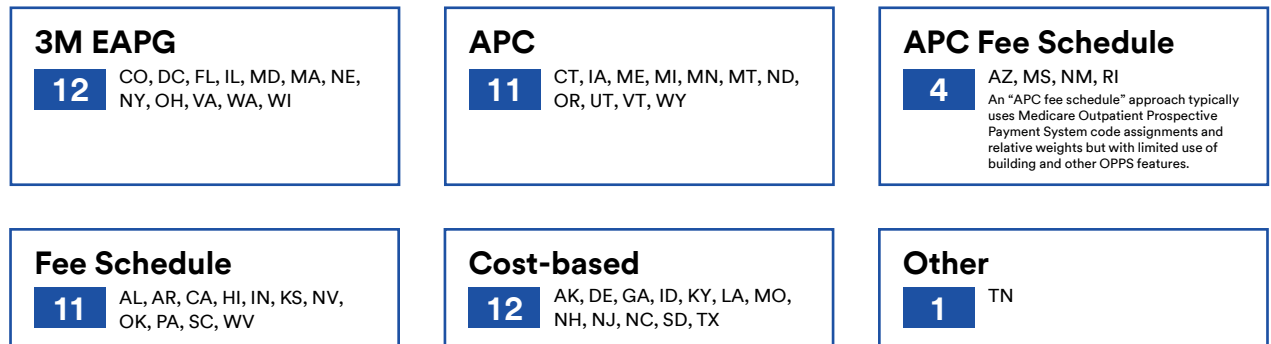 3M EAPG
12
CO, DC, FL, IL, MD, MA, NE,
NY, OH, VA, WA, WI
APC
11
CT, IA, ME, MI, MN, MT, ND,
OR, UT, VT, WY
APC Fee Schedule
4
AZ, MS, NM, RI
An “APC fee schedule” approach typically
uses Medicare Outpatient Prospective
Payment System code assignments and
relative weights but with limited use of
building and other OPPS features.
Fee Schedule
11
AL, AR, CA, HI, IN, KS, NV,
OK, PA, SC, WV
Cost-based
12
AK, DE, GA, ID, KY, LA, MO,
NH, NJ, NC, SD, TX
Other
1
TN